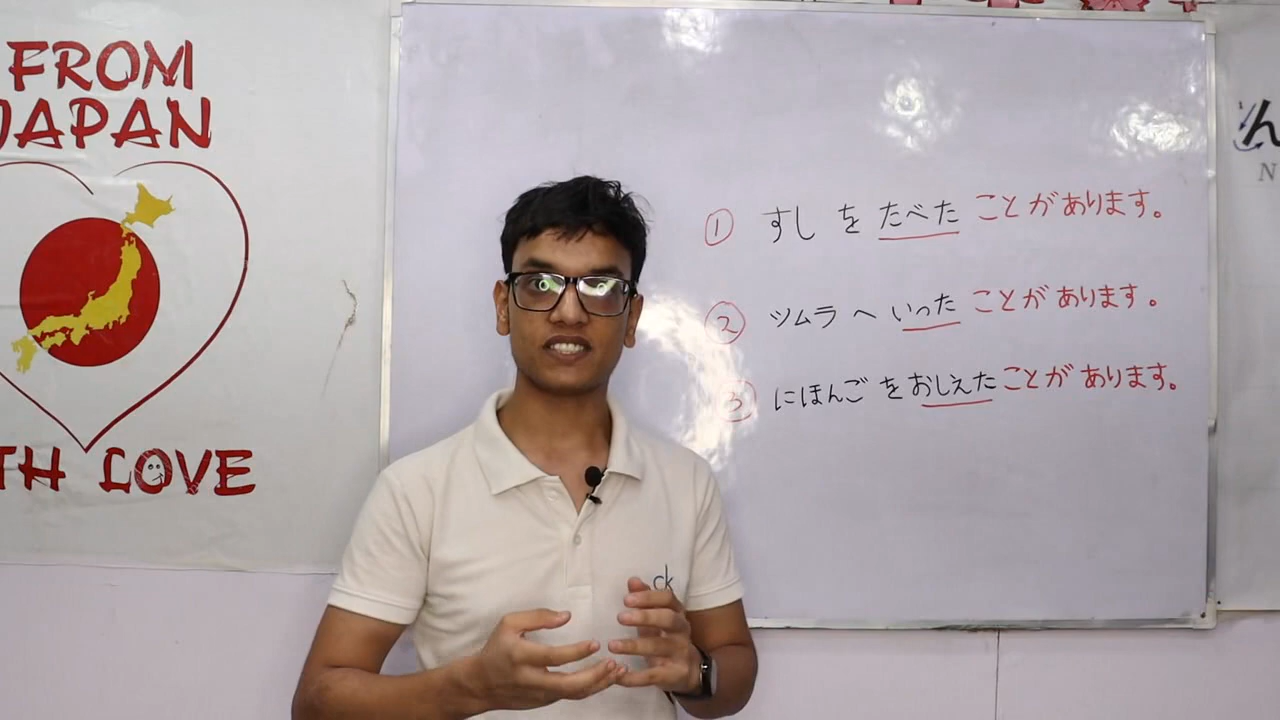 FROM
JAPAN
TH LOVE
① すし を たべた ことがあります。
② ツムラ へ いった ことがあります。
③ にほんご を おしえた ことが あります。
ck
ん
N